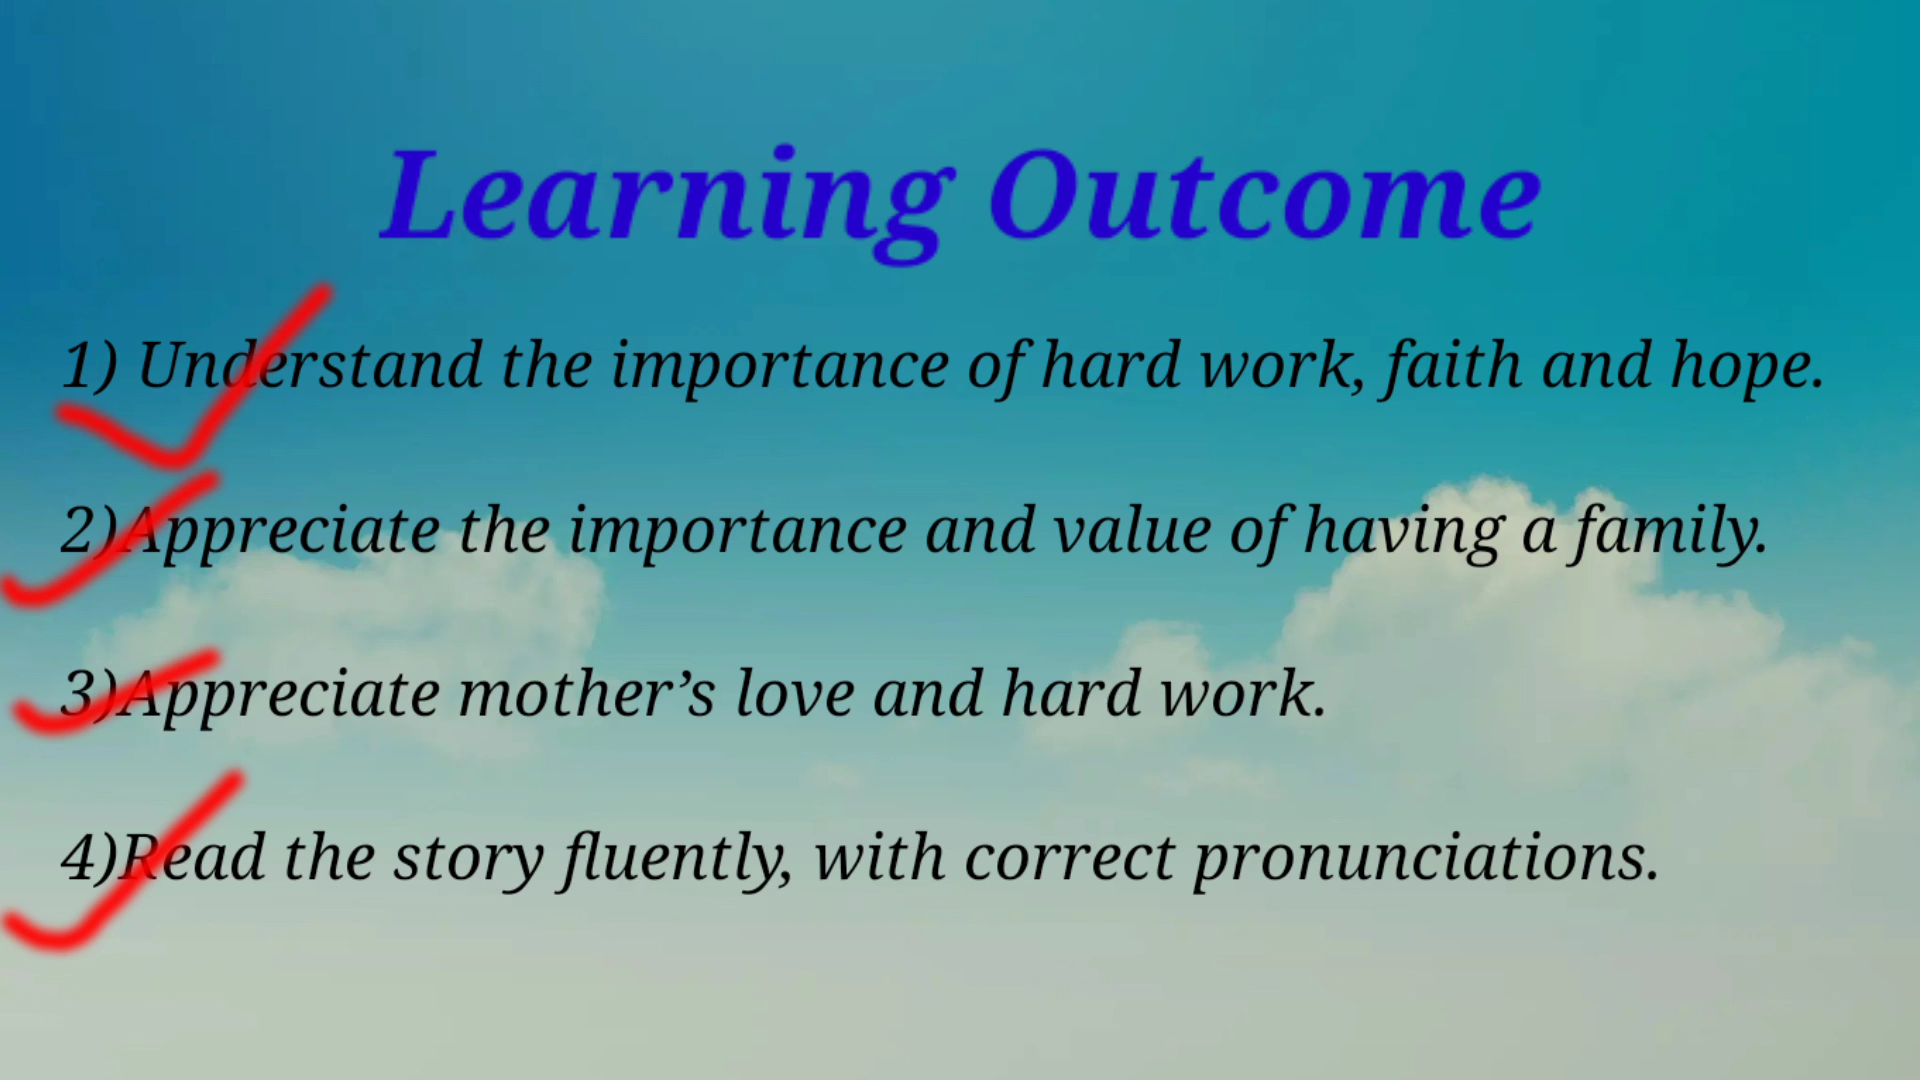 Learning Outcome
1) Understand the importance of hard work, faith and hope.
2)Appreciate the importance and value of having a family.
3)Appreciate mother’s love and hard work.
4)Read the story fluently, with correct pronunciations.